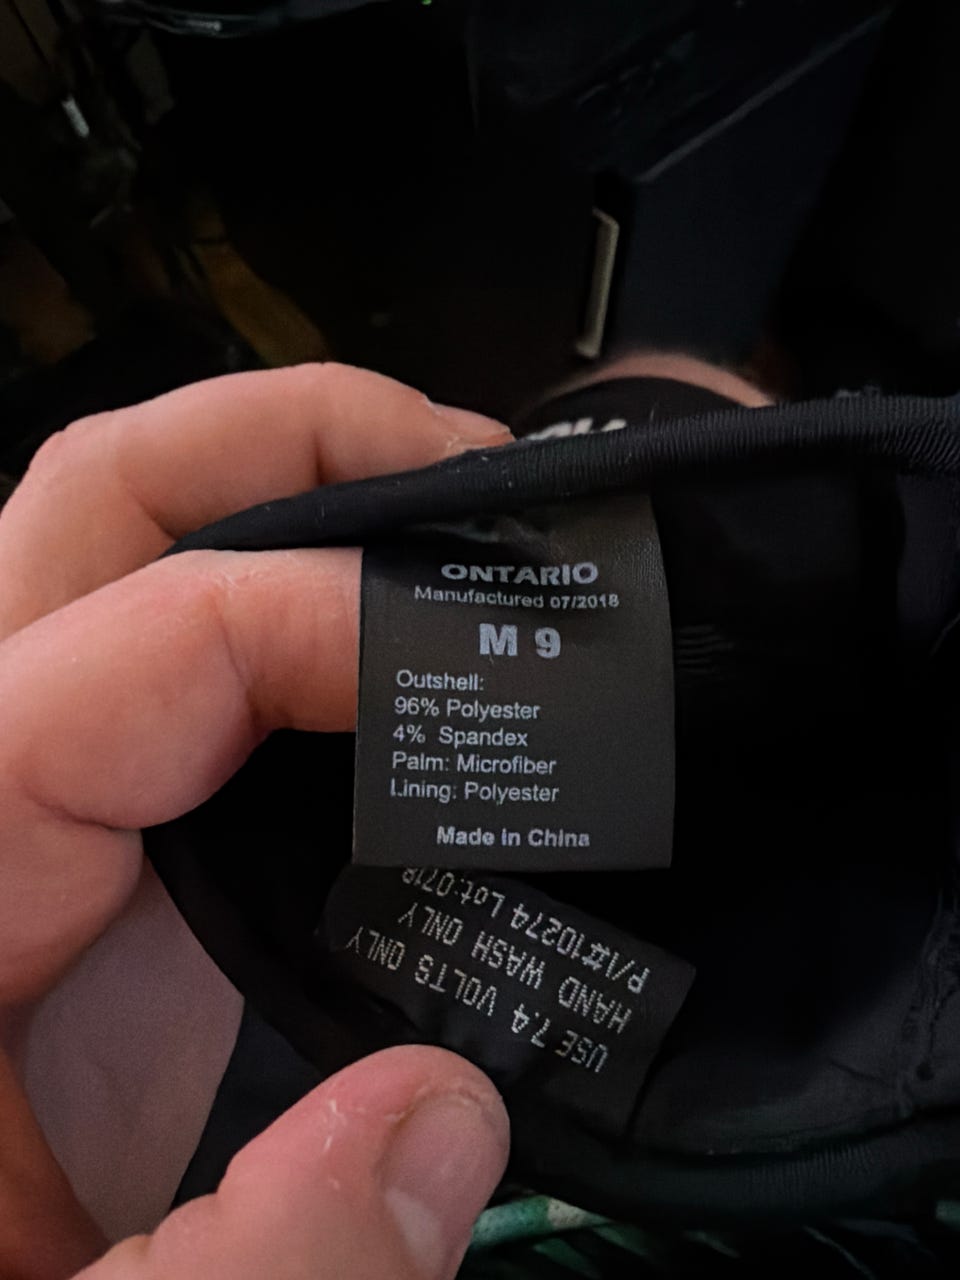 ONTARIO
Manufactured 07/2018
M 9
Outshell:
96% Polyester
4% Spandex
Palm: Microfiber
Lining: Polyester
Made in China
USE 7.4 VOLTS ONLY
HAND WASH ONLY
P/I#10274 Lot:0718